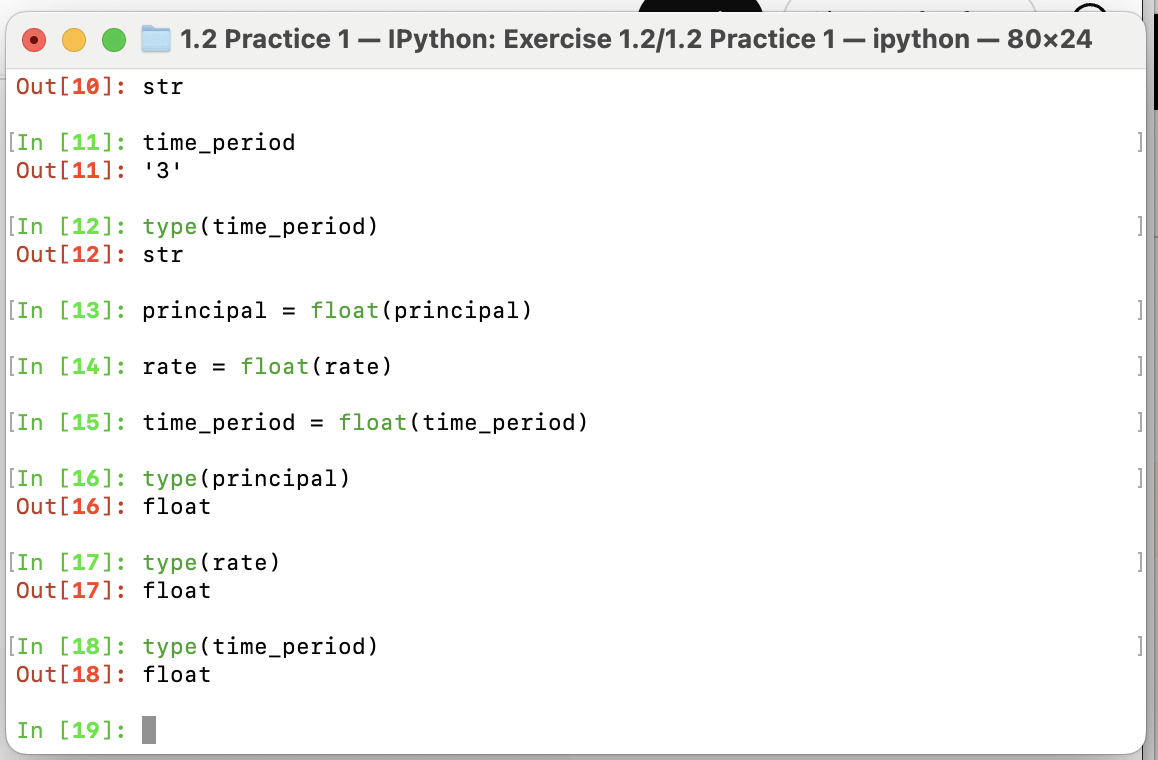 1.2 Practice 1 — IPython: Exercise 1.2/1.2 Practice 1 — ipython — 80×24
Out[10]: str
[In [11]: time_period ]
Out[11]: '3'
[In [12]: type(time_period) ]
Out[12]: str
[In [13]: principal = float(principal) ]
[In [14]: rate = float(rate) ]
[In [15]: time_period = float(time_period) ]
[In [16]: type(principal) ]
Out[16]: float
[In [17]: type(rate) ]
Out[17]: float
[In [18]: type(time_period) ]
Out[18]: float
In [19]: